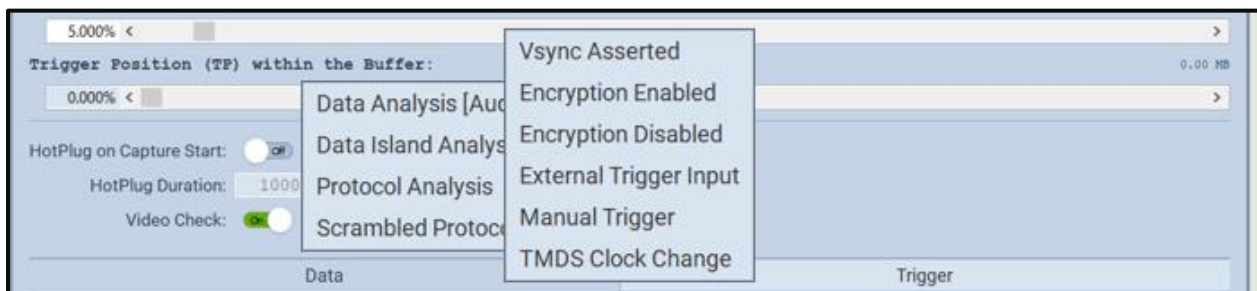 5.000%
Trigger Position (TP) within the Buffer:
0.00 MB
0.000%
HotPlug on Capture Start:
Off
HotPlug Duration:
1000
Video Check:
On
Data Analysis [Aud
Data Island Analys
Protocol Analysis
Scrambled Protoco
Vsync Asserted
Encryption Enabled
Encryption Disabled
External Trigger Input
Manual Trigger
TMDS Clock Change
Data
Trigger